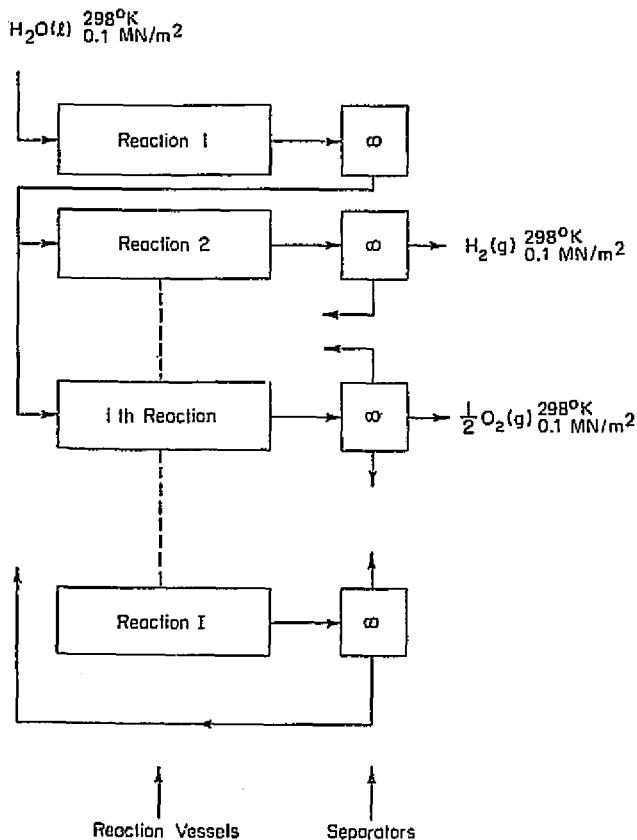 H₂O(ℓ) 298°K
0.1 MN/m²
Reaction 1
∞
Reaction 2
∞
H₂(g) 298°K
0.1 MN/m²
i th Reaction
∞
½O₂(g) 298°K
0.1 MN/m²
Reaction I
∞
Reaction Vessels
Separators